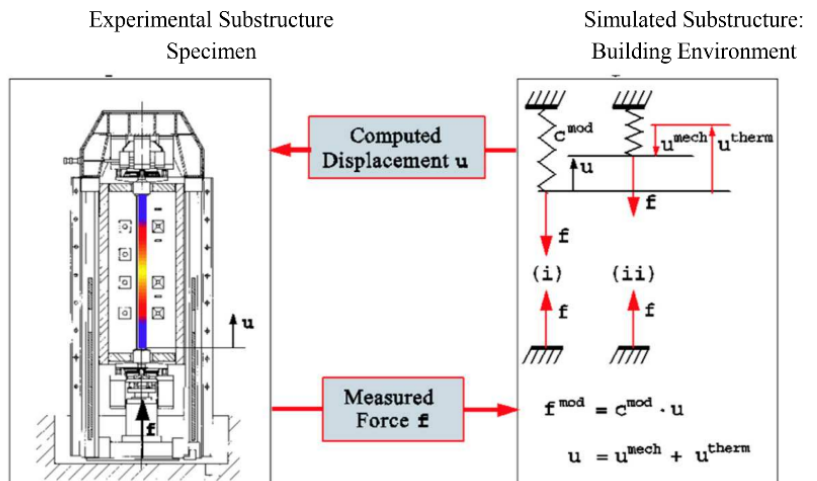 Experimental Substructure
Specimen
Simulated Substructure:
Building Environment
Computed
Displacement u
c^mod
u^mech
u^therm
u
f
f
(i)
(ii)
f
f
u
f
Measured
Force f
f^mod = c^mod · u
u = u^mech + u^therm